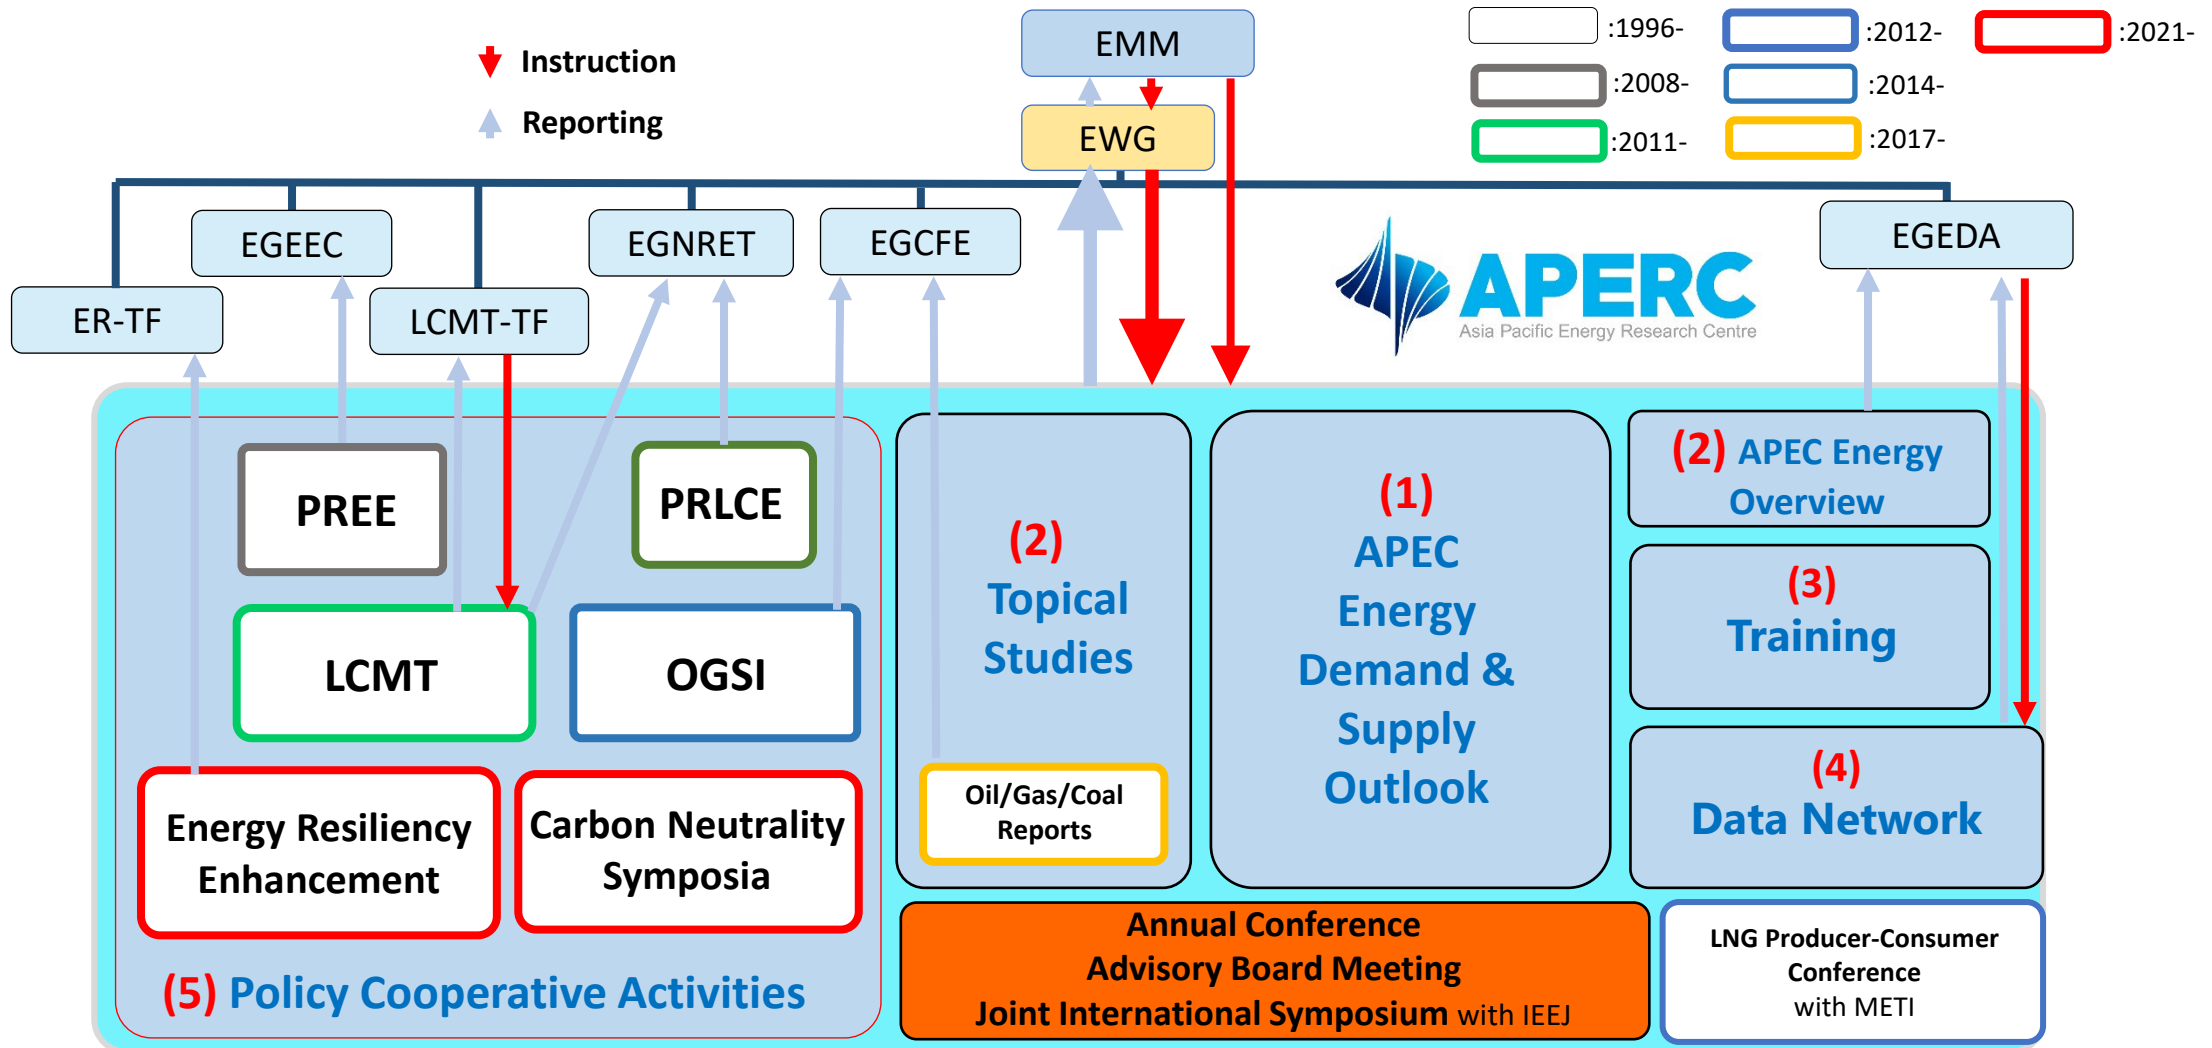 EMM
:1996-
:2012-
:2021-
Instruction
:2008-
:2014-
Reporting
EWG
:2011-
:2017-
EGEEC
EGNRET
EGCFE
EGEDA
ER-TF
LCMT-TF
APERC
Asia Pacific Energy Research Centre
PREE
PRLCE
LCMT
OGSI
Energy Resiliency
Enhancement
Carbon Neutrality
Symposia
(5) Policy Cooperative Activities
(2)
Topical
Studies
Oil/Gas/Coal
Reports
(1)
APEC
Energy
Demand &
Supply
Outlook
(2) APEC Energy
Overview
(3)
Training
(4)
Data Network
Annual Conference
Advisory Board Meeting
Joint International Symposium with IEEJ
LNG Producer-Consumer
Conference
with METI